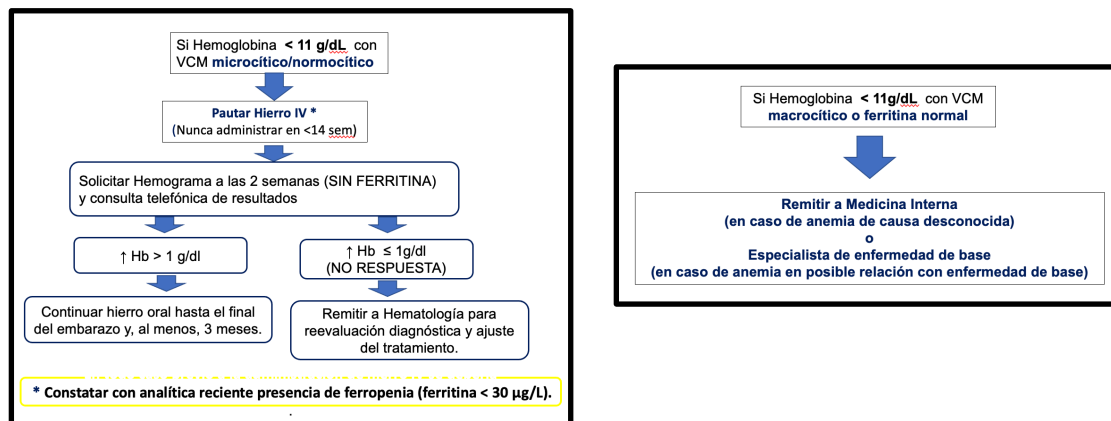 Si Hemoglobina < 11 g/dL con
VCM microcítico/normocítico
Pautar Hierro IV *
(Nunca administrar en <14 sem)
Solicitar Hemograma a las 2 semanas (SIN FERRITINA)
y consulta telefónica de resultados
↑ Hb > 1 g/dl
↑ Hb ≤ 1g/dl
(NO RESPUESTA)
Continuar hierro oral hasta el final
del embarazo y, al menos, 3 meses.
Remitir a Hematología para
reevaluación diagnóstica y ajuste
del tratamiento.
* Constatar con analítica reciente presencia de ferropenia (ferritina < 30 µg/L).
.
Si Hemoglobina < 11g/dL con VCM
macrocítico o ferritina normal
Remitir a Medicina Interna
(en caso de anemia de causa desconocida)
o
Especialista de enfermedad de base
(en caso de anemia en posible relación con enfermedad de base)